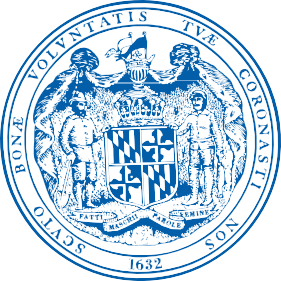 SCVTO BONÆ VOLVNTATIS TVÆ CORONASTI NOS
FATTI MASCHII PAROLE FEMINE
1632